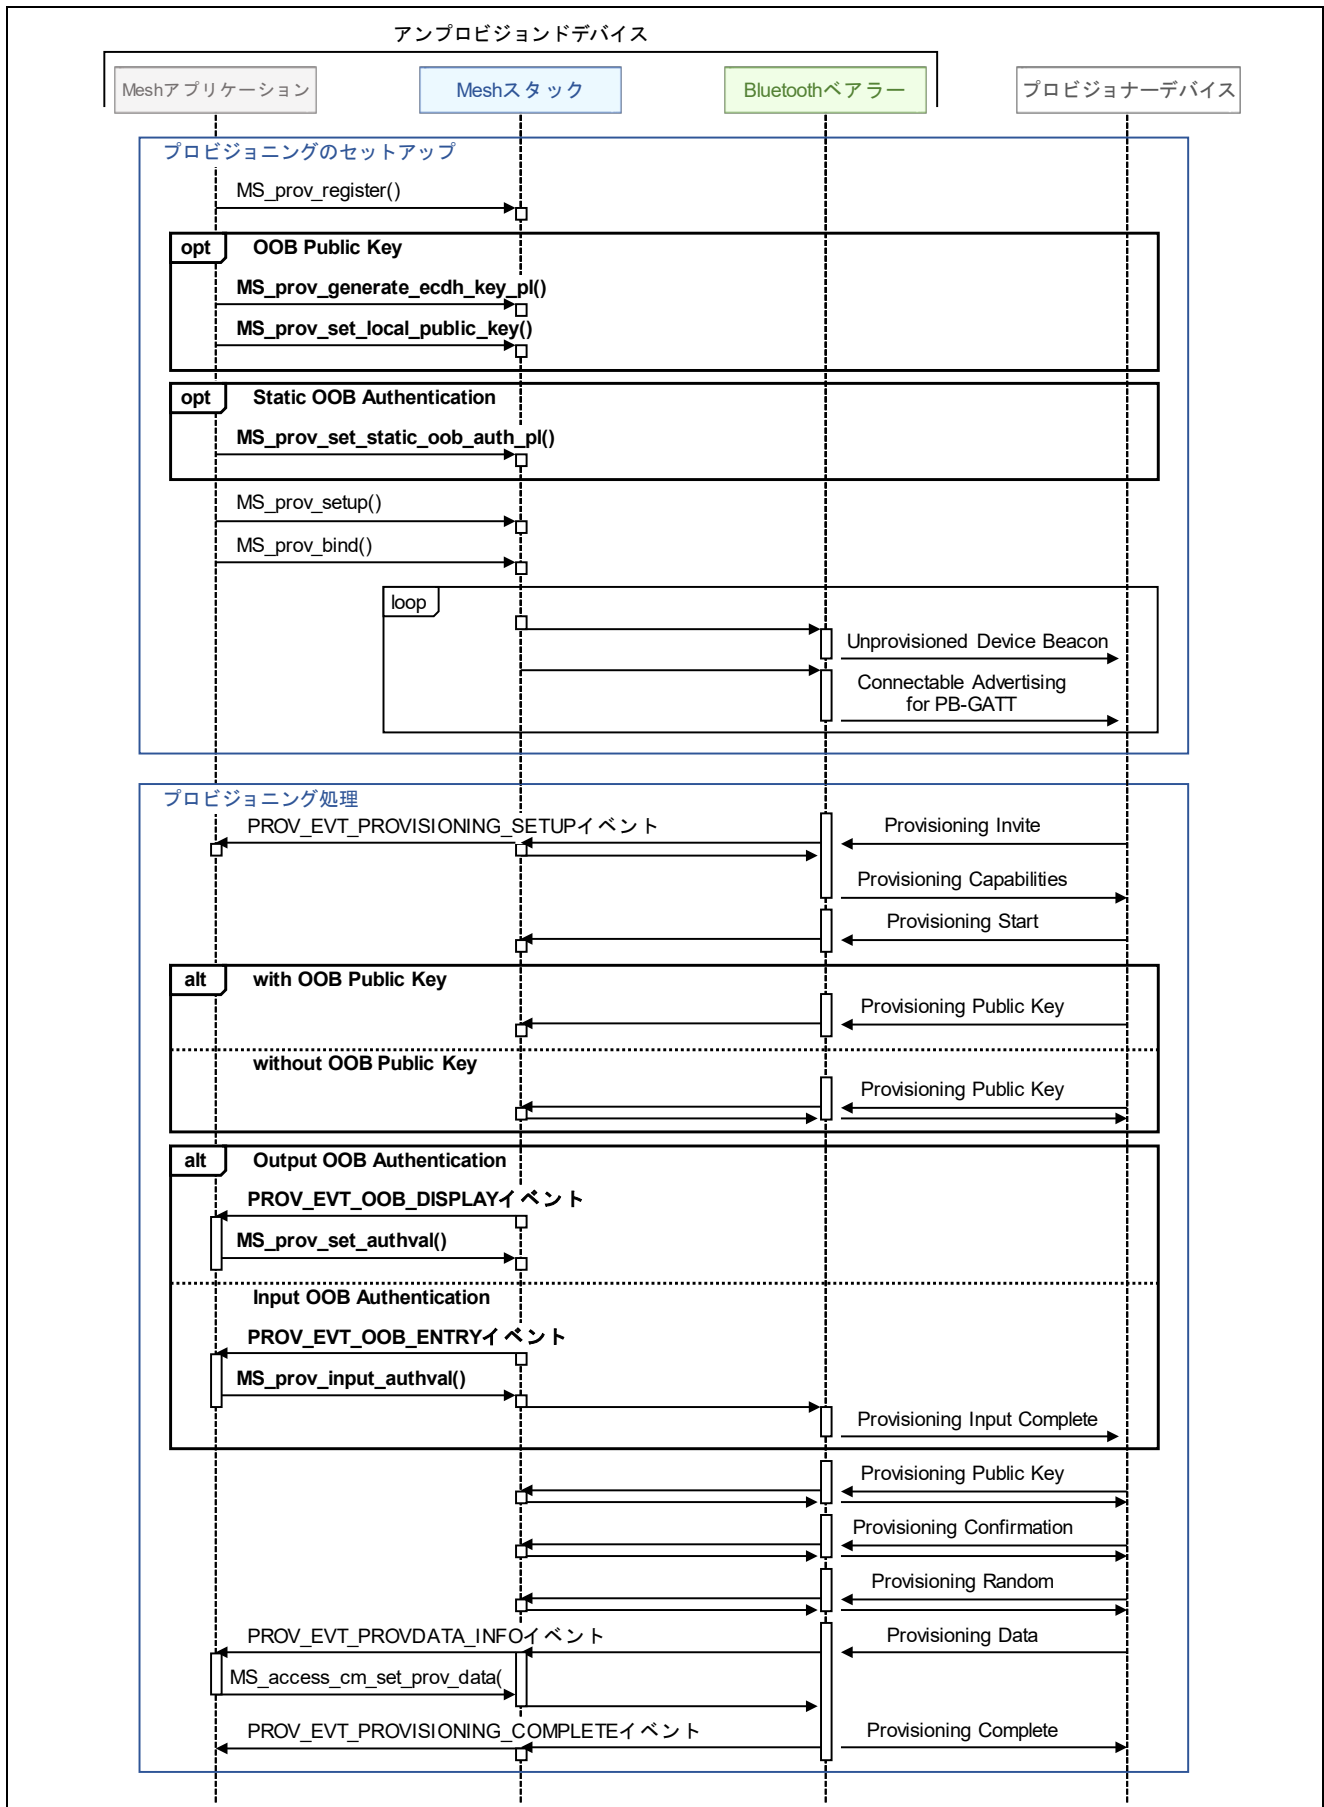 アンプロビジョンドデバイス
Meshアプリケーション
Meshスタック
Bluetoothベアラー
プロビジョナーデバイス
プロビジョニングのセットアップ
MS_prov_register()
opt
OOB Public Key
MS_prov_generate_ecdh_key_pl()
MS_prov_set_local_public_key()
opt
Static OOB Authentication
MS_prov_set_static_oob_auth_pl()
MS_prov_setup()
MS_prov_bind()
loop
Unprovisioned Device Beacon
Connectable Advertising
for PB-GATT
プロビジョニング処理
PROV_EVT_PROVISIONING_SETUPイベント
Provisioning Invite
Provisioning Capabilities
Provisioning Start
alt
with OOB Public Key
Provisioning Public Key
without OOB Public Key
Provisioning Public Key
alt
Output OOB Authentication
PROV_EVT_OOB_DISPLAYイベント
MS_prov_set_authval()
Input OOB Authentication
PROV_EVT_OOB_ENTRYイベント
MS_prov_input_authval()
Provisioning Input Complete
Provisioning Public Key
Provisioning Confirmation
Provisioning Random
PROV_EVT_PROVDATA_INFOイベント
Provisioning Data
MS_access_cm_set_prov_data(
PROV_EVT_PROVISIONING_COMPLETEイベント
Provisioning Complete